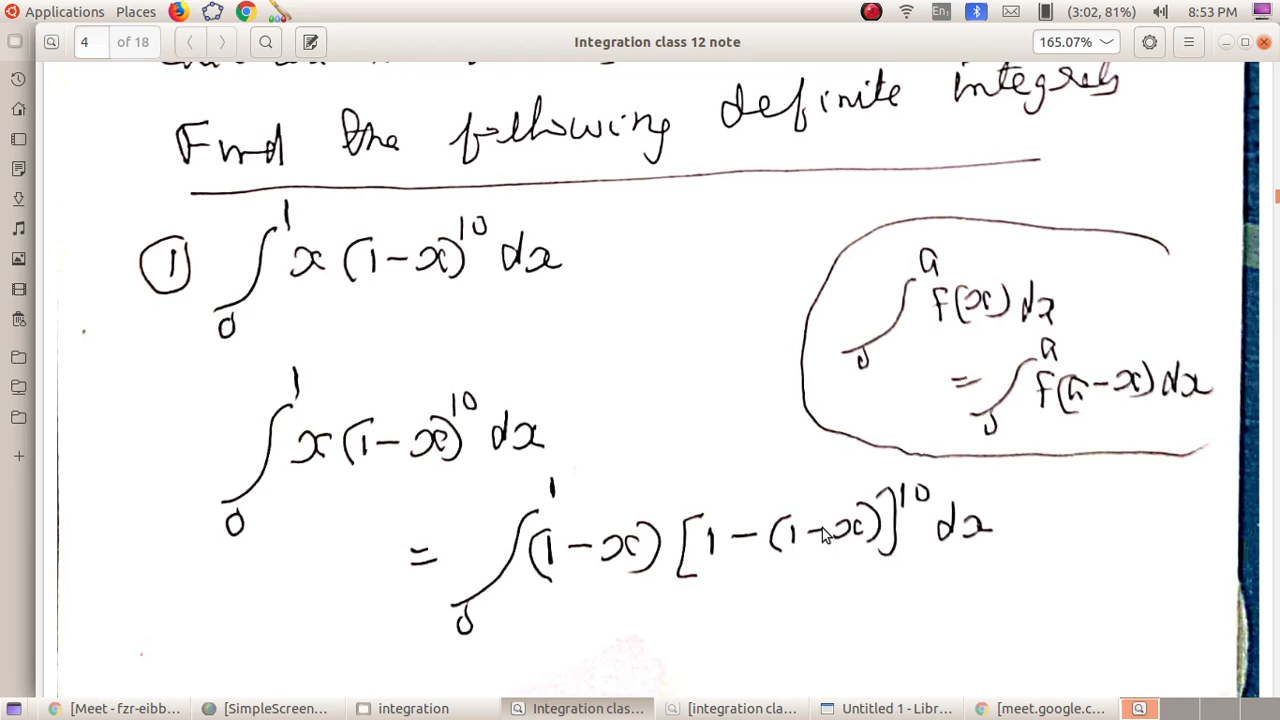 Applications Places En₁ (3:02, 81%) 8:53 PM
4 of 18 Integration class 12 note 165.07%
Find the following definite integrals
① ∫₀¹ x (1-x)¹⁰ dx
∫₀ᵃ f(x) dx
= ∫₀ᵃ f(a-x) dx
∫₀¹ x (1-x)¹⁰ dx
= ∫₀¹ (1-x) [1-(1-x)]¹⁰ dx
[Meet - fzr-eibb... [SimpleScreen... integration Integration clas... [integration cla... Untitled 1 - Libr... [meet.google.c...